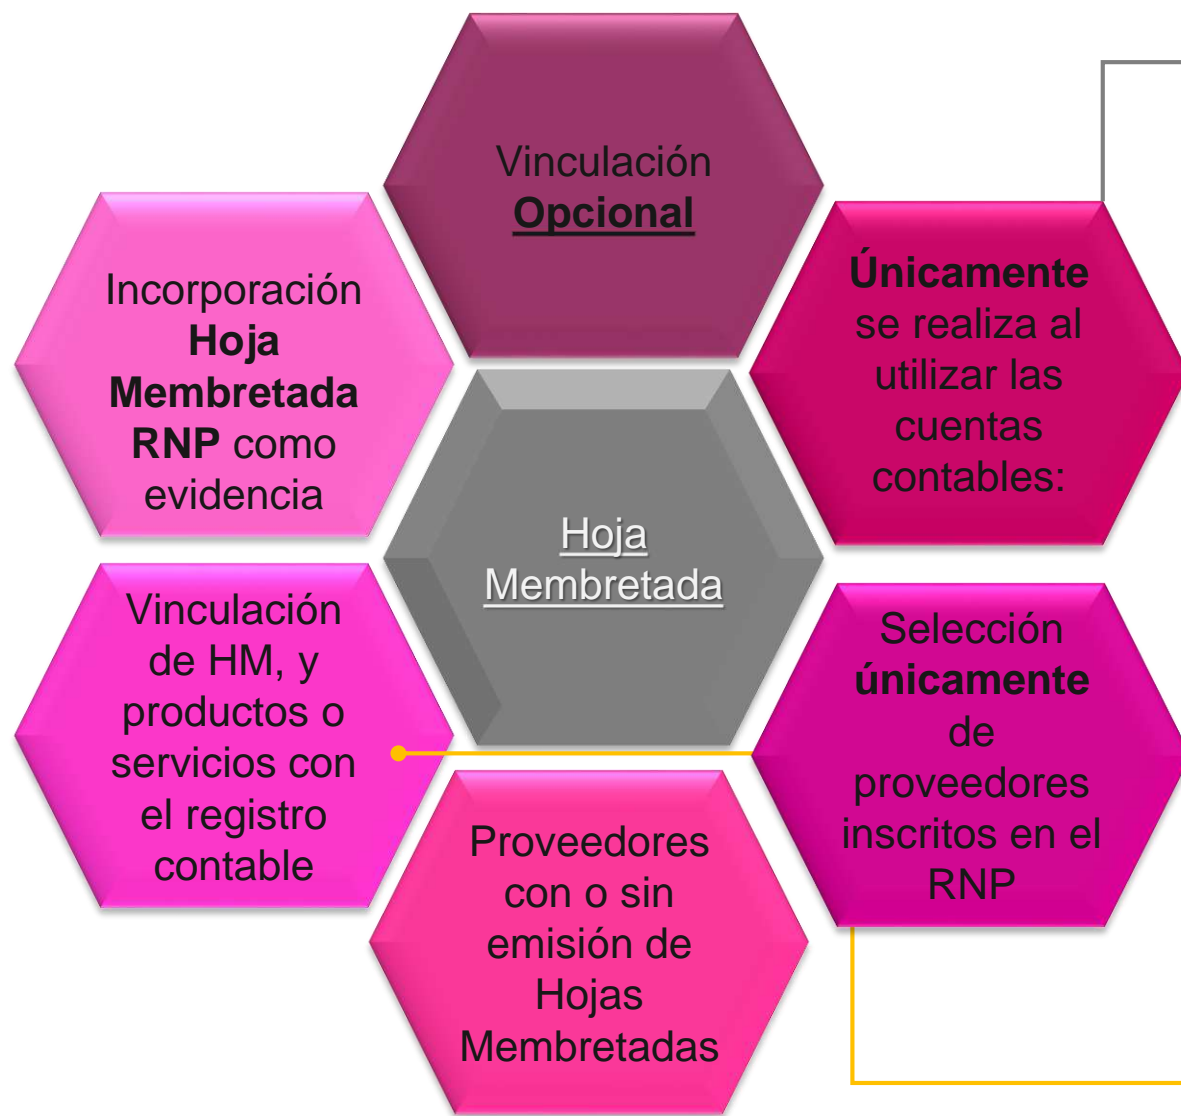 Vinculación
Opcional
Únicamente
se realiza al
utilizar las
cuentas
contables:
Selección
únicamente
de
proveedores
inscritos en el
RNP
Proveedores
con o sin
emisión de
Hojas
Membretadas
Vinculación
de HM, y
productos o
servicios con
el registro
contable
Incorporación
Hoja
Membretada
RNP como
evidencia
Hoja
Membretada